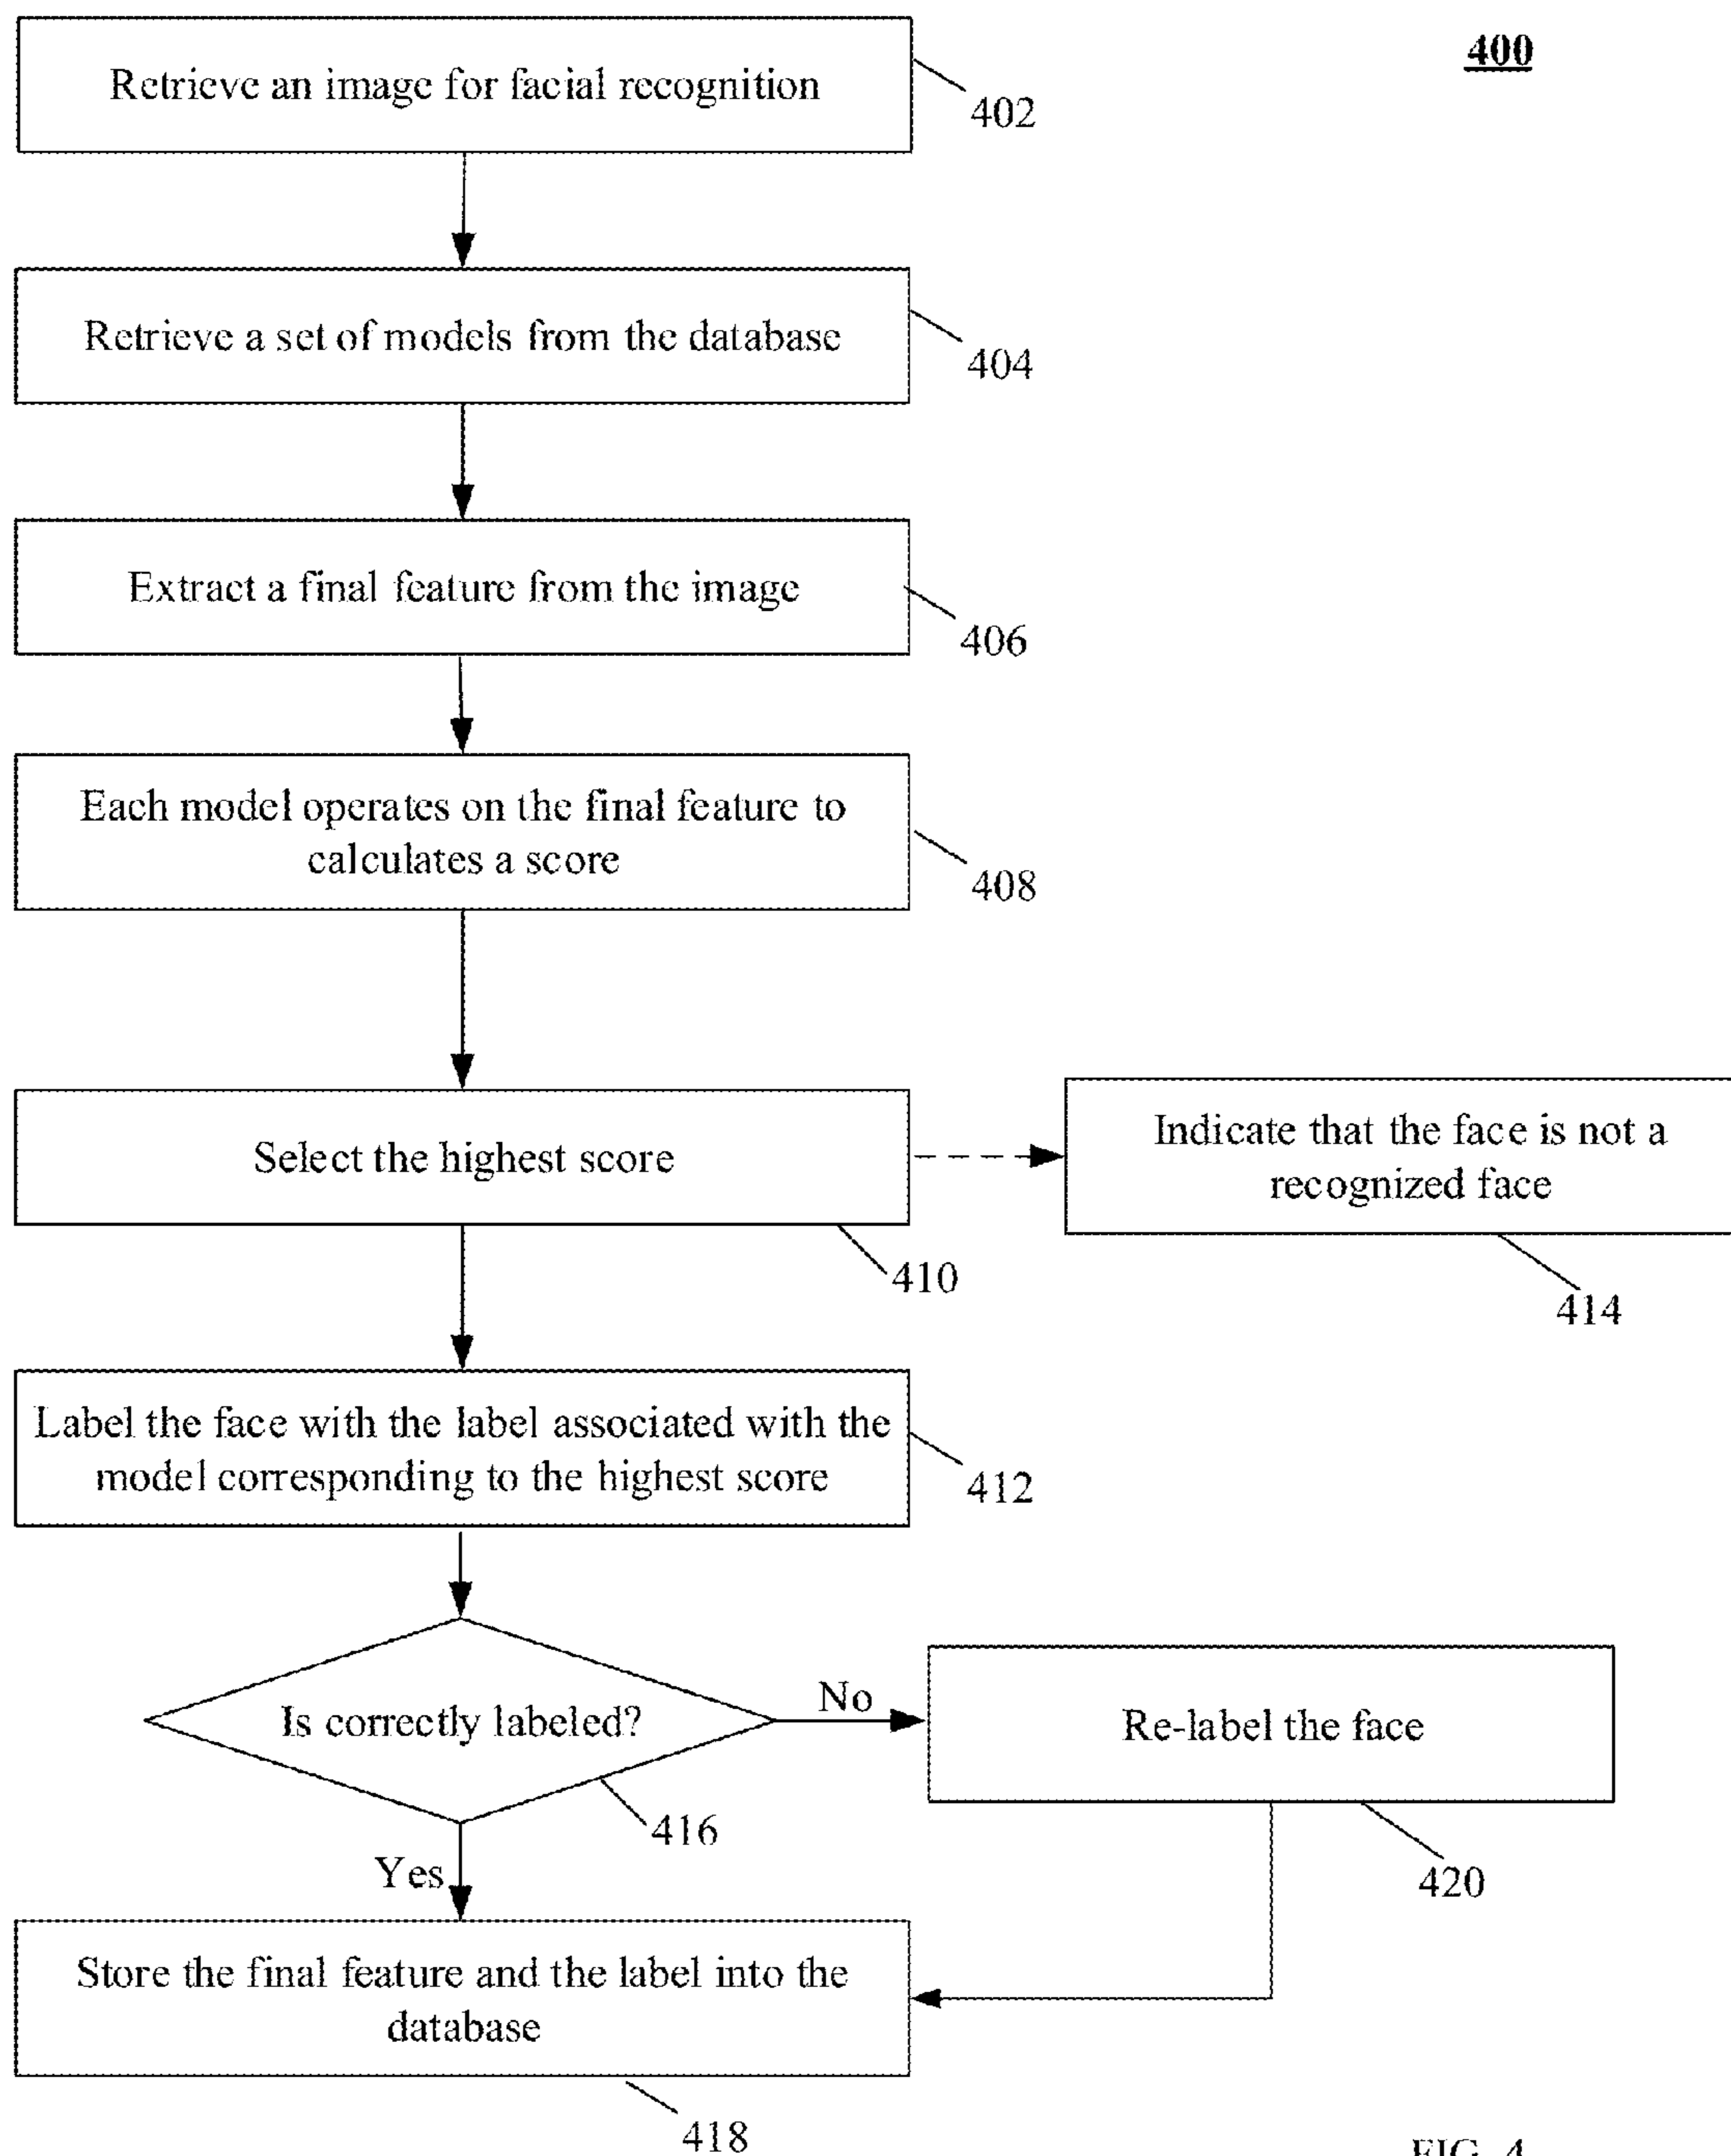 400
Retrieve an image for facial recognition
402
Retrieve a set of models from the database
404
Extract a final feature from the image
406
Each model operates on the final feature to
calculates a score
408
Select the highest score
410
Indicate that the face is not a
recognized face
414
Label the face with the label associated with the
model corresponding to the highest score
412
Is correctly labeled?
416
No
Re-label the face
420
Yes
Store the final feature and the label into the
database
418
FIG. 4